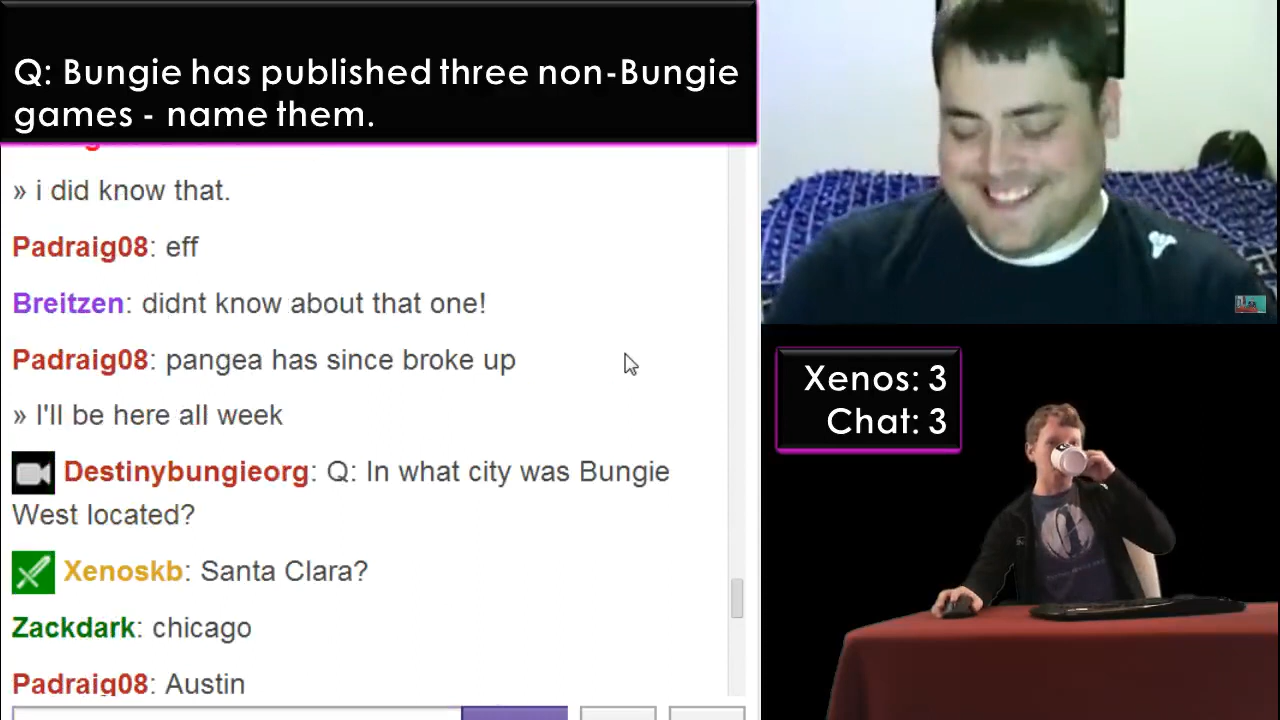 Q: Bungie has published three non-Bungie
games - name them.
» i did know that.
Padraig08: eff
Breitzen: didnt know about that one!
Padraig08: pangea has since broke up
» I'll be here all week
Destinybungieorg: Q: In what city was Bungie
West located?
Xenoskb: Santa Clara?
Zackdark: chicago
Padraig08: Austin
Xenos: 3
Chat: 3